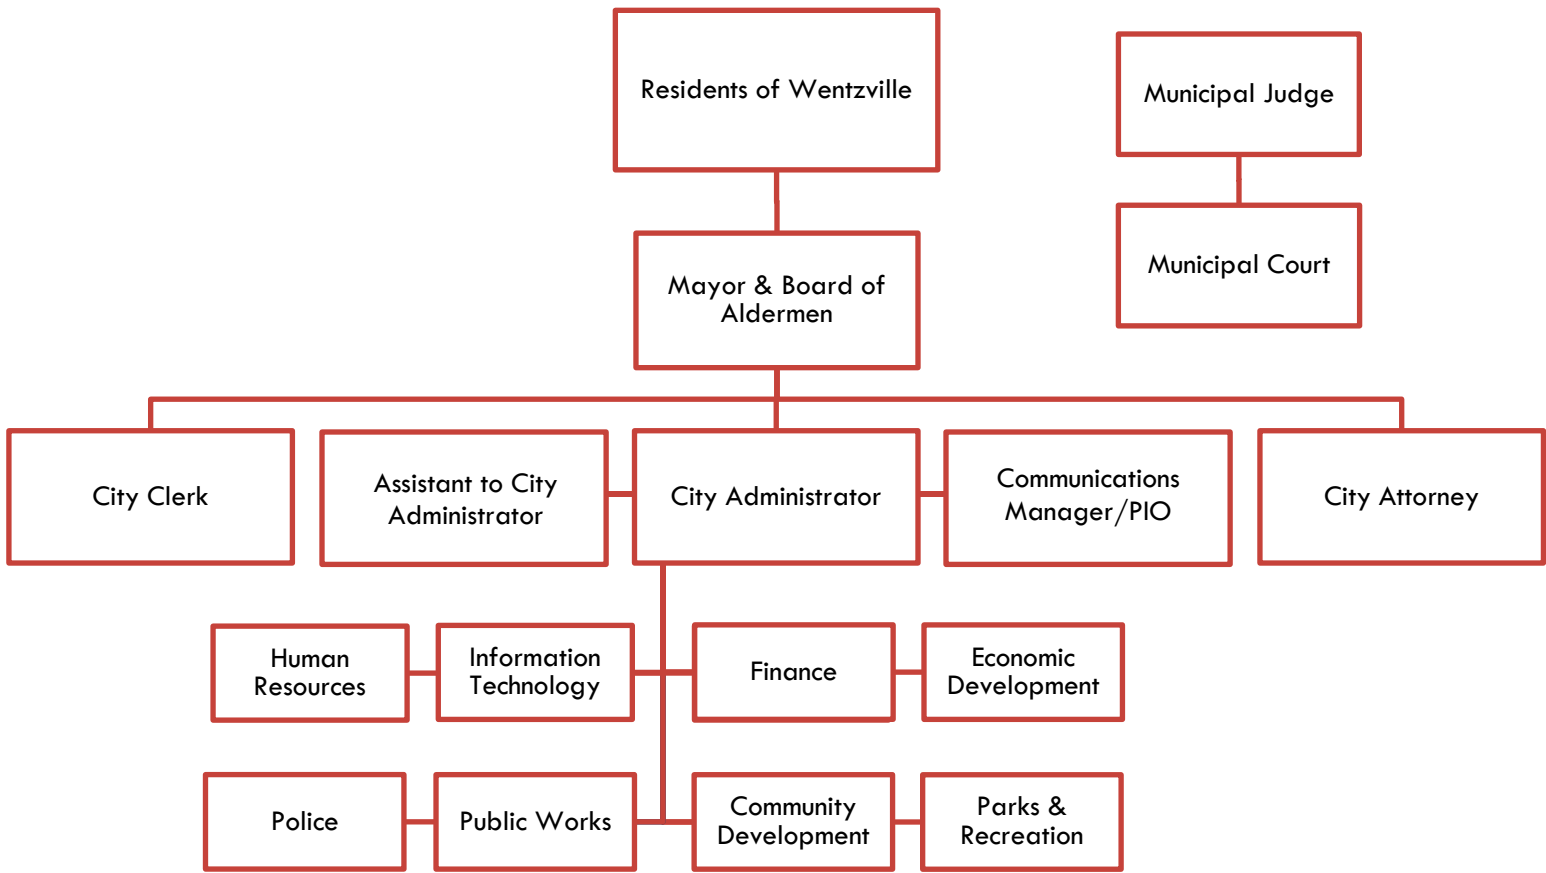 Residents of Wentzville
Municipal Judge
Municipal Court
Mayor & Board of
Aldermen
City Clerk
Assistant to City
Administrator
City Administrator
Communications
Manager/PIO
City Attorney
Human
Resources
Information
Technology
Finance
Economic
Development
Police
Public Works
Community
Development
Parks &
Recreation